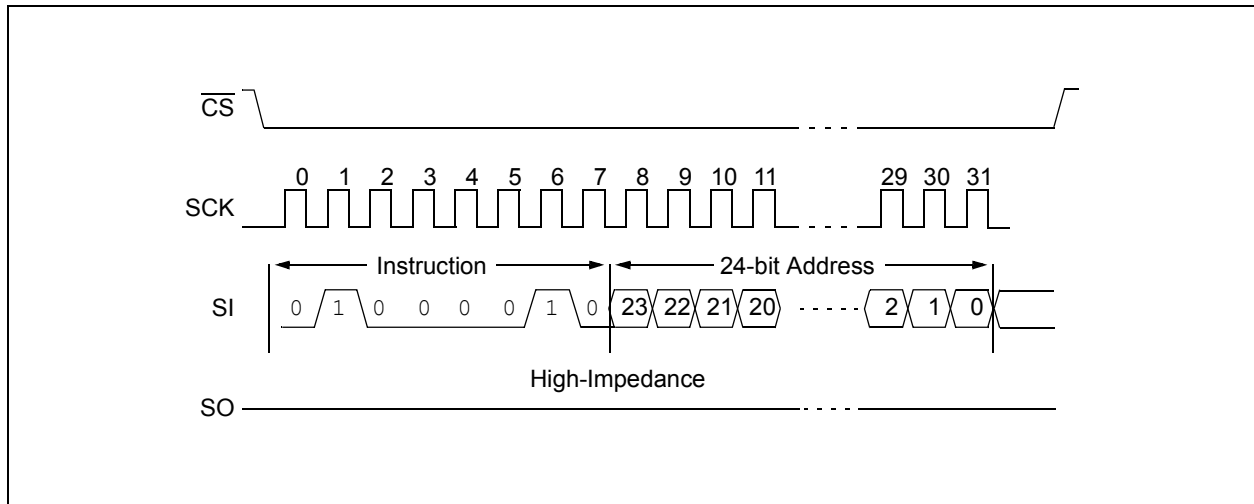 CS
0 1 2 3 4 5 6 7 8 9 10 11 29 30 31
SCK
Instruction 24-bit Address
SI 0 1 0 0 0 0 1 0 23 22 21 20 2 1 0
High-Impedance
SO